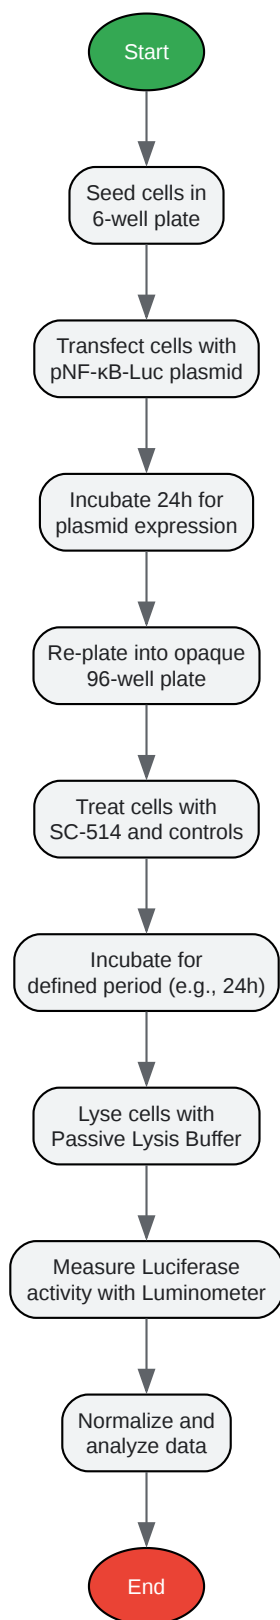 Start
Seed cells in
6-well plate
Transfect cells with
pNF-κB-Luc plasmid
Incubate 24h for
plasmid expression
Re-plate into opaque
96-well plate
Treat cells with
SC-514 and controls
Incubate for
defined period (e.g., 24h)
Lyse cells with
Passive Lysis Buffer
Measure Luciferase
activity with Luminometer
Normalize and
analyze data
End